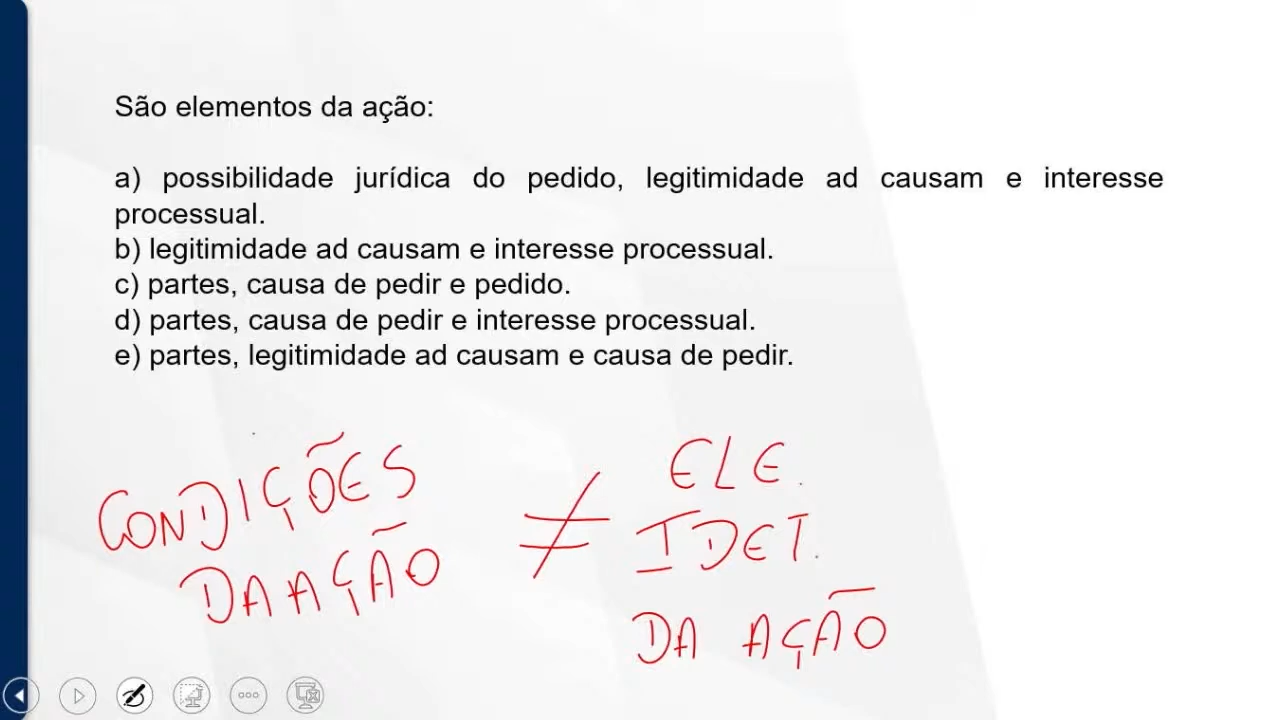 São elementos da ação:
a) possibilidade jurídica do pedido, legitimidade ad causam e interesse
processual.
b) legitimidade ad causam e interesse processual.
c) partes, causa de pedir e pedido.
d) partes, causa de pedir e interesse processual.
e) partes, legitimidade ad causam e causa de pedir.
CONDIÇÕES
DA AÇÃO
≠
ELE.
IDET.
DA AÇÃO